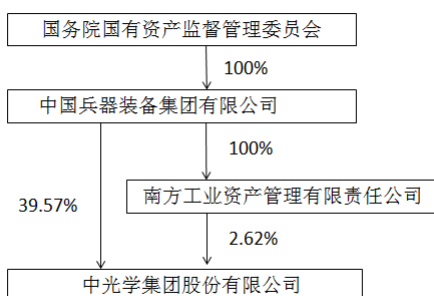 国务院国有资产监督管理委员会
100%
中国兵器装备集团有限公司
100%
南方工业资产管理有限责任公司
39.57%
2.62%
中光学集团股份有限公司